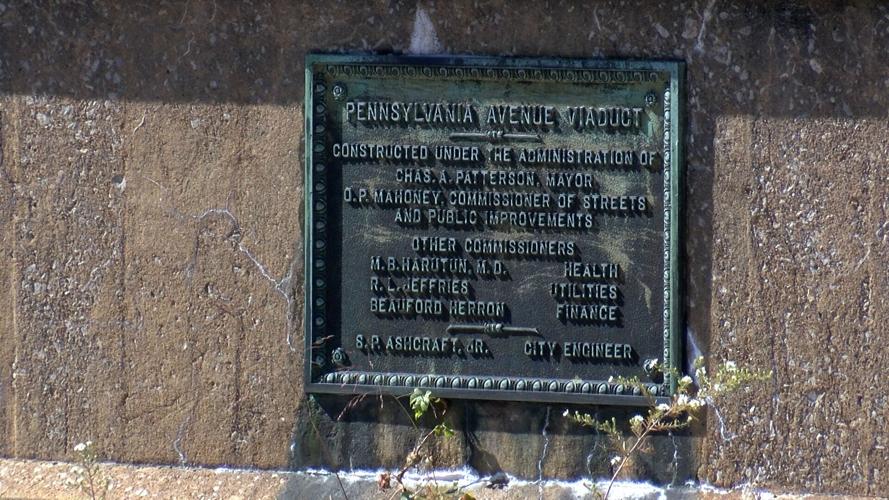 PENNSYLVANIA AVENUE VIADUCT
CONSTRUCTED UNDER THE ADMINISTRATION OF
CHAS. A. PATTERSON, MAYOR
O.P. MAHONEY, COMMISSIONER OF STREETS
AND PUBLIC IMPROVEMENTS
OTHER COMMISSIONERS
M.B. HARUTUN, M.D. HEALTH
R.L. JEFFRIES UTILITIES
BEAUFORD HERRON FINANCE
S.P. ASHCRAFT, JR. CITY ENGINEER